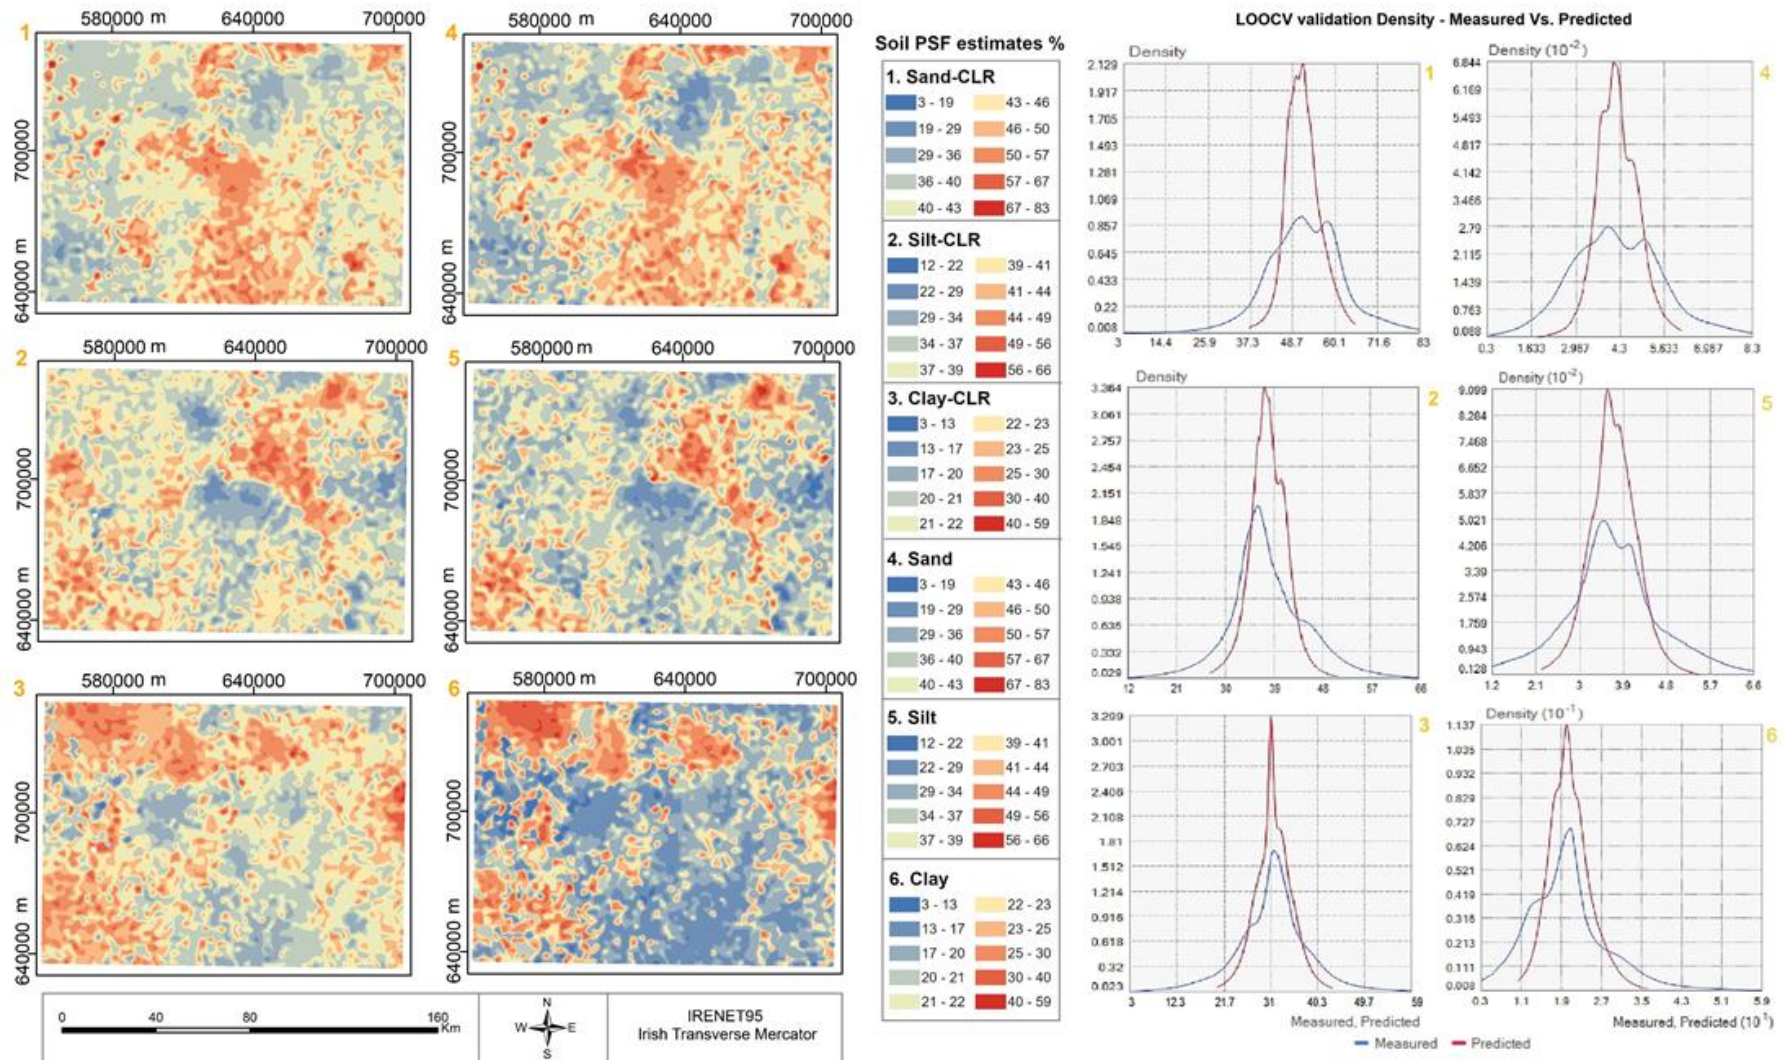 1
580000 m 640000 700000
700000
640000 m
4
580000 m 640000 700000
700000
640000 m
2
580000 m 640000 700000
700000
640000 m
5
580000 m 640000 700000
700000
640000 m
3
580000 m 640000 700000
700000
640000 m
6
580000 m 640000 700000
700000
640000 m
0 40 80 160
Km
N
W E
S
IRENET95
Irish Transverse Mercator
Soil PSF estimates %
1. Sand-CLR
3 - 19 43 - 46
19 - 29 46 - 50
29 - 36 50 - 57
36 - 40 57 - 67
40 - 43 67 - 83
2. Silt-CLR
12 - 22 39 - 41
22 - 29 41 - 44
29 - 34 44 - 49
34 - 37 49 - 56
37 - 39 56 - 66
3. Clay-CLR
3 - 13 22 - 23
13 - 17 23 - 25
17 - 20 25 - 30
20 - 21 30 - 40
21 - 22 40 - 59
4. Sand
3 - 19 43 - 46
19 - 29 46 - 50
29 - 36 50 - 57
36 - 40 57 - 67
40 - 43 67 - 83
5. Silt
12 - 22 39 - 41
22 - 29 41 - 44
29 - 34 44 - 49
34 - 37 49 - 56
37 - 39 56 - 66
6. Clay
3 - 13 22 - 23
13 - 17 23 - 25
17 - 20 25 - 30
20 - 21 30 - 40
21 - 22 40 - 59
LOOCV validation Density - Measured Vs. Predicted
Density
1
2.129
1.917
1.705
1.493
1.281
1.069
0.857
0.645
0.433
0.22
0.008
3 14.4 25.9 37.3 48.7 60.1 71.6 83
Density (10⁻²)
4
6.844
6.169
5.493
4.817
4.142
3.466
2.79
2.115
1.439
0.763
0.088
0.3 1.633 2.967 4.3 5.633 6.967 8.3
Density
2
3.364
3.061
2.757
2.454
2.151
1.848
1.545
1.241
0.938
0.635
0.332
0.029
12 21 30 39 48 57 66
Density (10⁻²)
5
9.099
8.284
7.468
6.652
5.837
5.021
4.206
3.39
2.574
1.759
0.943
0.128
1.2 2.1 3 3.9 4.8 5.7 6.6
3
3.299
3.001
2.703
2.406
2.108
1.81
1.512
1.214
0.916
0.618
0.32
0.023
3 12.3 21.7 31 40.3 49.7 59
Measured, Predicted
Density (10⁻¹)
6
1.137
1.035
0.932
0.829
0.727
0.624
0.521
0.419
0.316
0.213
0.111
0.008
0.3 1.1 1.9 2.7 3.5 4.3 5.1 5.9
Measured, Predicted (10¹)
Measured Predicted